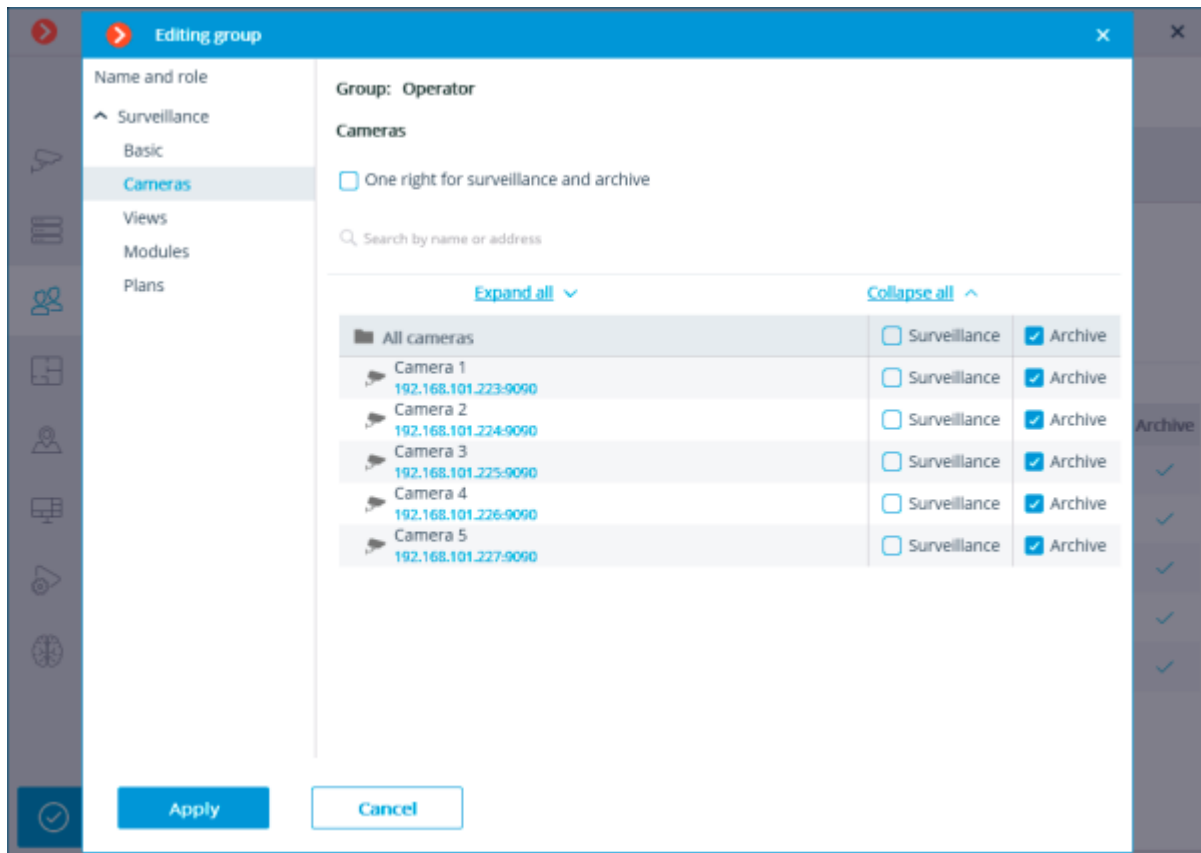 Editing group
Name and role
Surveillance
Basic
Cameras
Views
Modules
Plans
Group: Operator
Cameras
One right for surveillance and archive
Search by name or address
Expand all
Collapse all
All cameras Surveillance Archive
Camera 1
192.168.101.223:9090
Surveillance Archive
Camera 2
192.168.101.224:9090
Surveillance Archive
Camera 3
192.168.101.225:9090
Surveillance Archive
Camera 4
192.168.101.226:9090
Surveillance Archive
Camera 5
192.168.101.227:9090
Surveillance Archive
Archive
Apply
Cancel